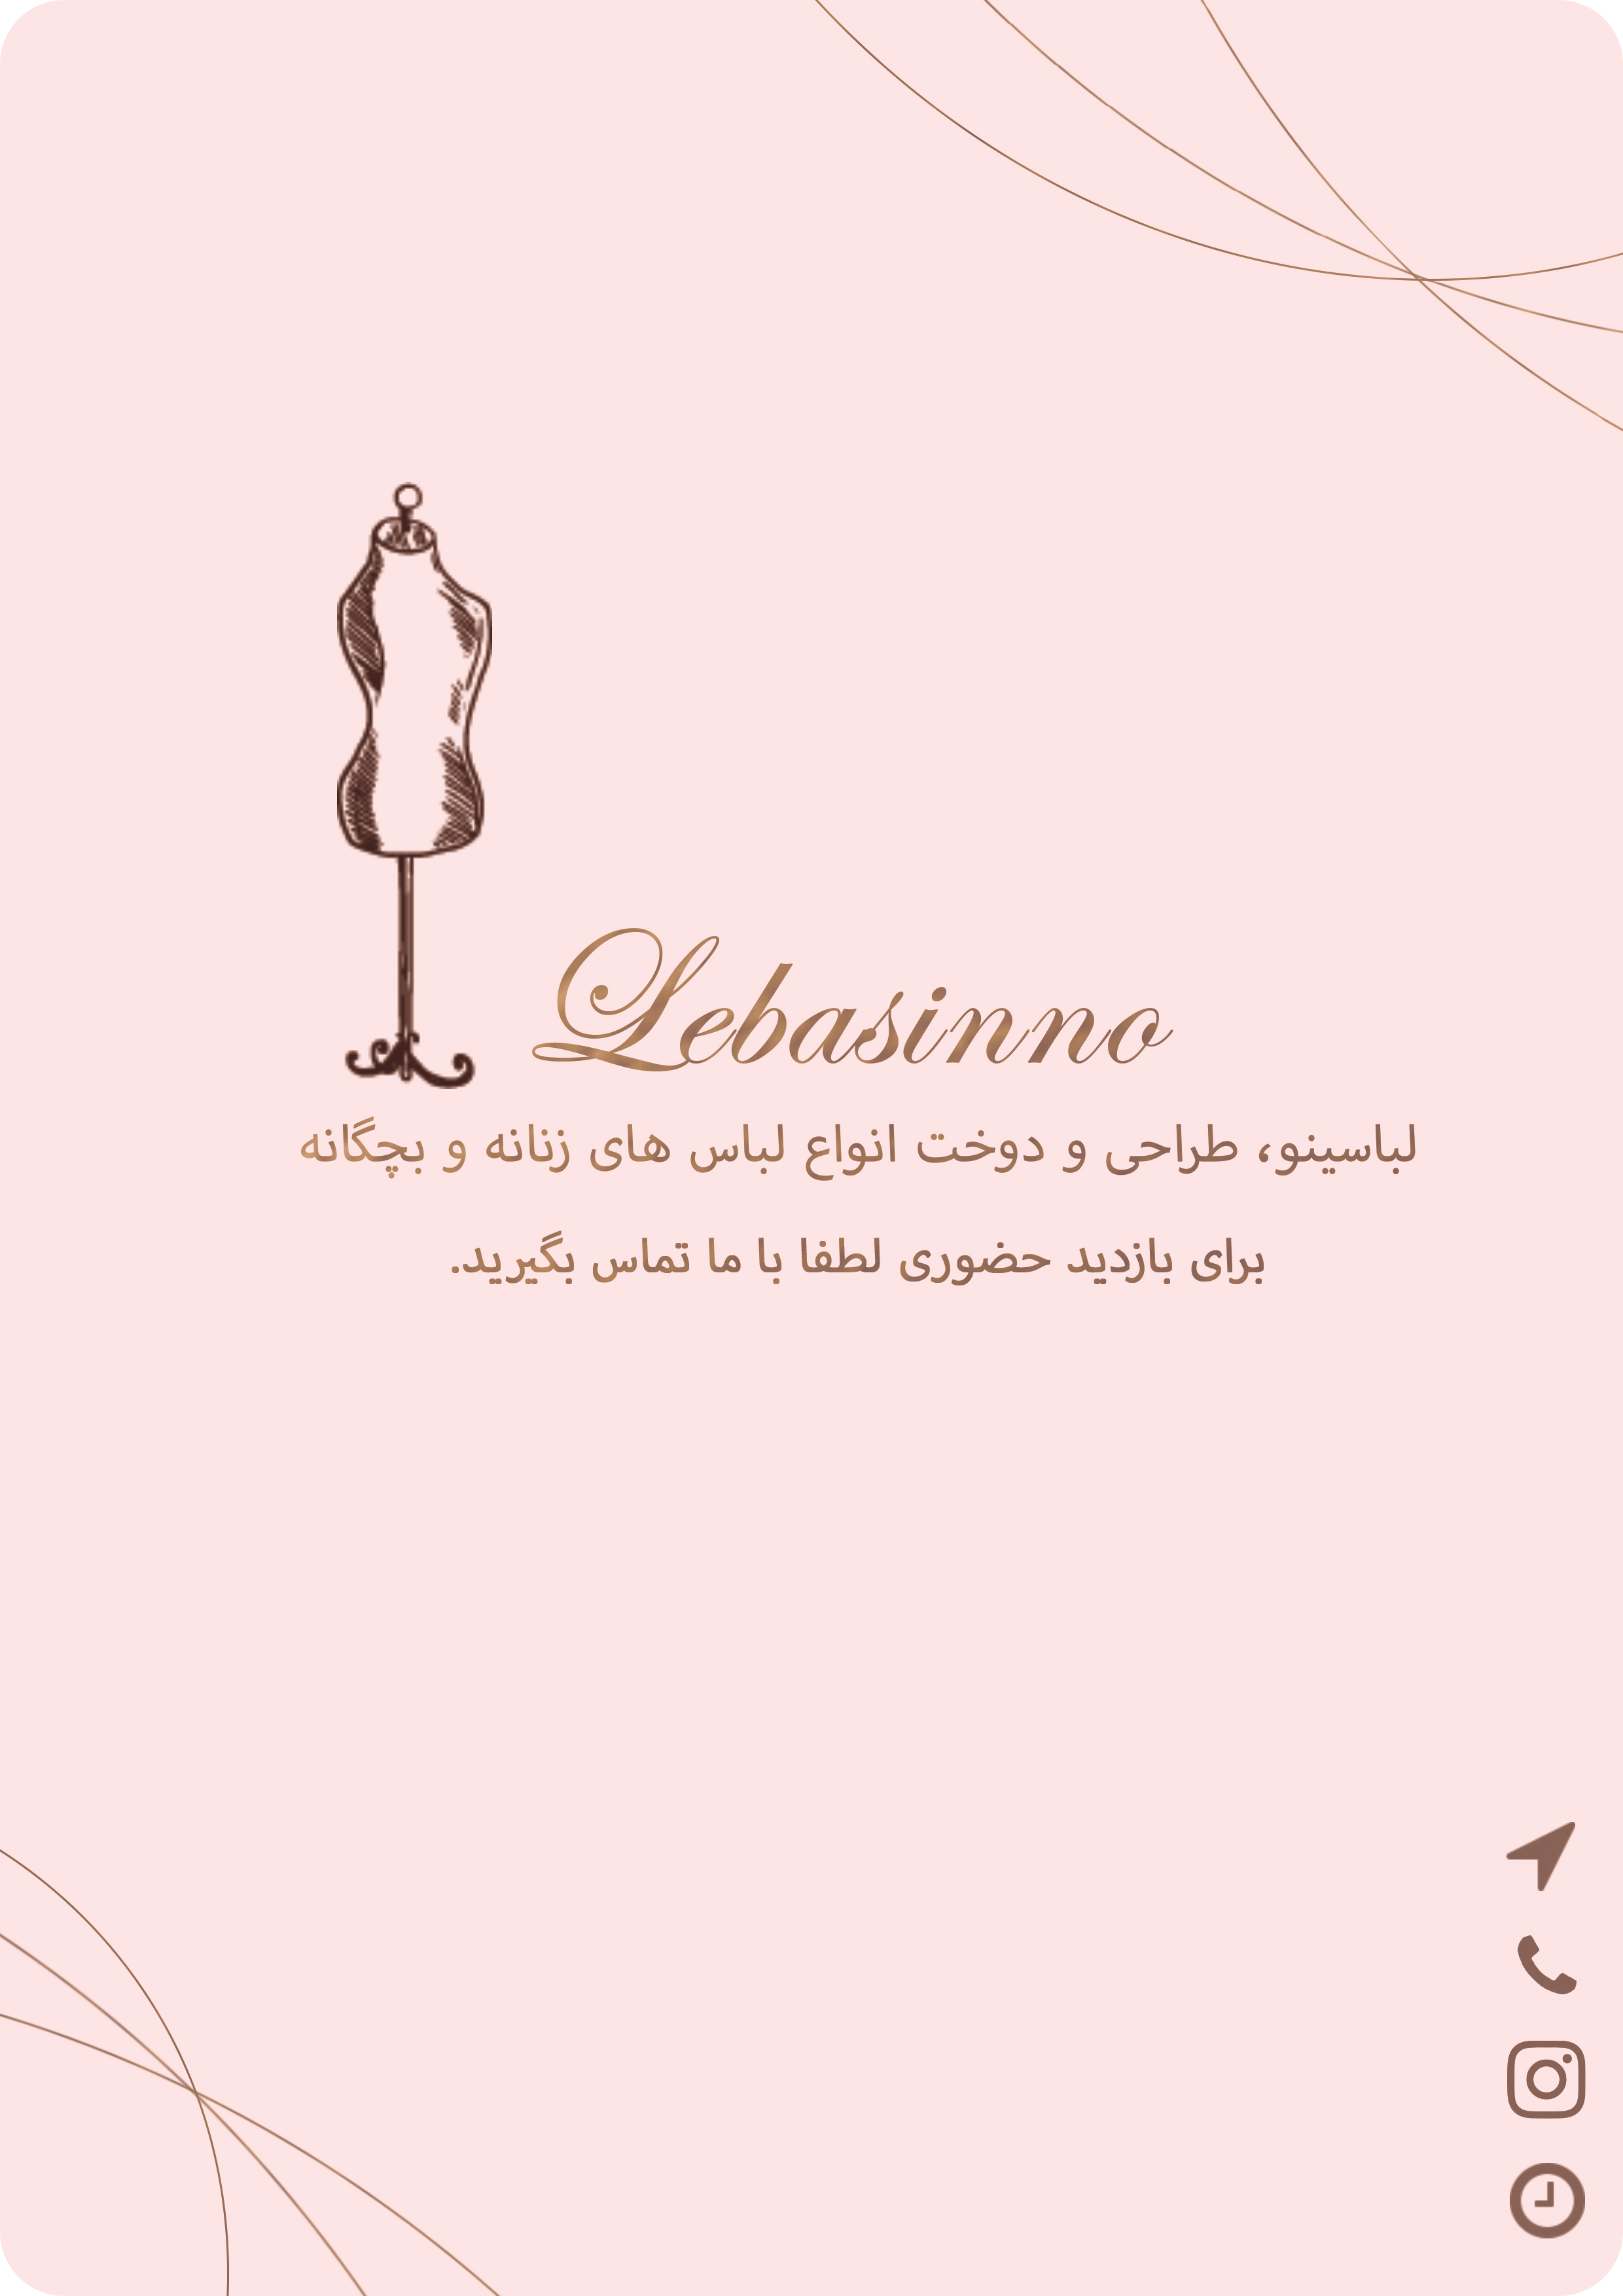 Lebasinno
لباسینو، طراحی و دوخت انواع لباس های زنانه و بچگانه
برای بازدید حضوری لطفا با ما تماس بگیرید.